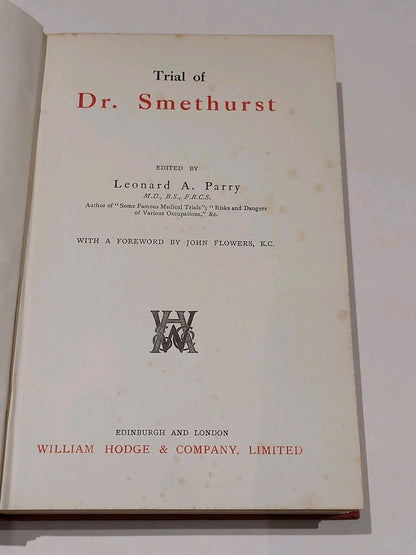 Trial of
Dr. Smethurst
EDITED BY
Leonard A. Parry
M.D., B.S., F.R.C.S.
Author of "Some Famous Medical Trials"; "Risks and Dangers
of Various Occupations," &c.
WITH A FOREWORD BY JOHN FLOWERS, K.C.
EDINBURGH AND LONDON
WILLIAM HODGE & COMPANY, LIMITED